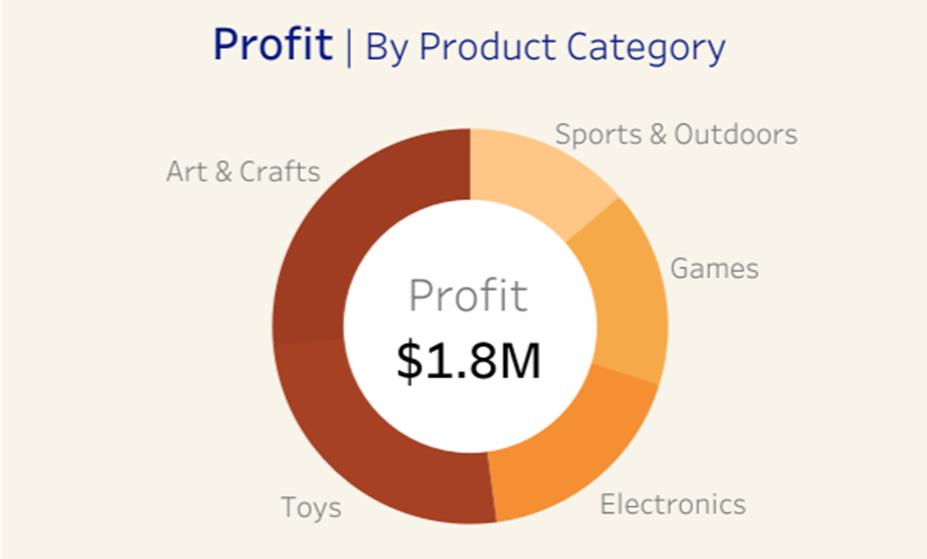 Profit | By Product Category
Sports & Outdoors
Art & Crafts
Games
Profit
$1.8M
Toys
Electronics